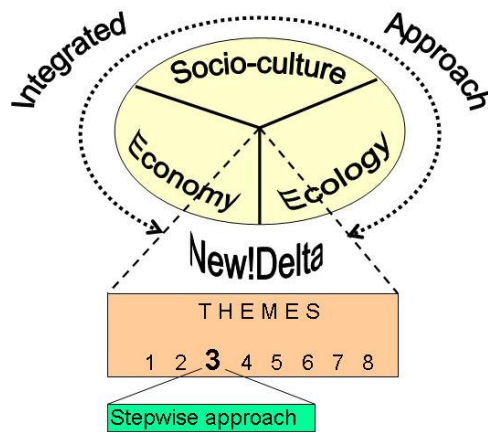 Integrated
Approach
Socio-culture
Economy
Ecology
New!Delta
THEMES
1 2 3 4 5 6 7 8
Stepwise approach